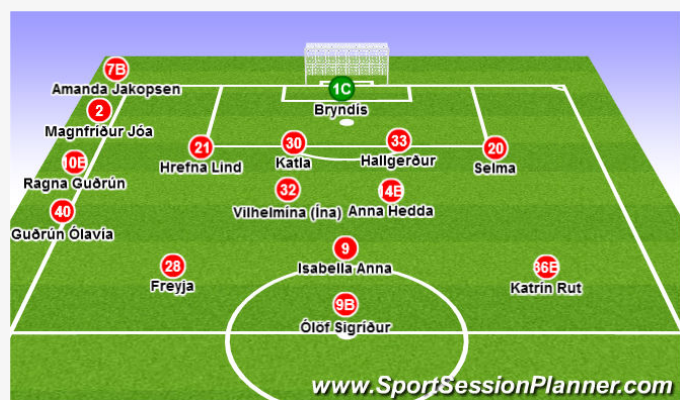 7B
Amanda Jakopsen
1C
Bryndís
2
Magnfríður Jóa
21
Hrefna Lind
30
Katla
33
Hallgerður
20
Selma
10E
Ragna Guðrún
32
Vilhelmína (Ína)
14E
Anna Hedda
40
Guðrún Ólavía
28
Freyja
9
Isabella Anna
36E
Katrín Rut
9B
Ólöf Sigríður
www.SportSessionPlanner.com